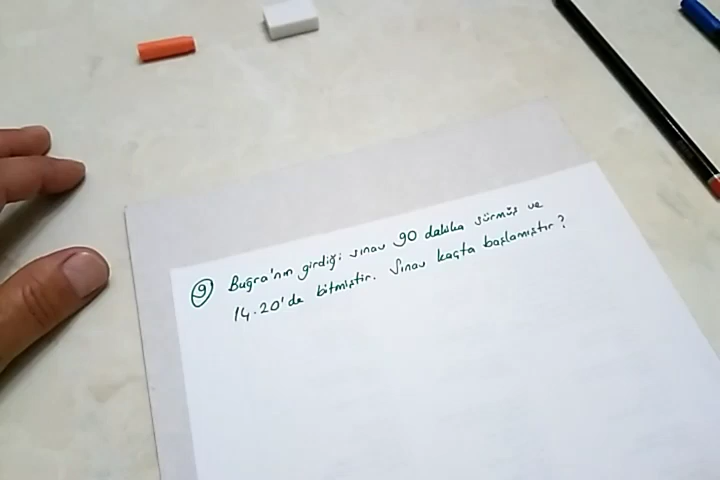 9 Buğra'nın girdiği sınav 90 dakika sürmüş ve
14.20'de bitmiştir. Sınav kaçta başlamıştır?